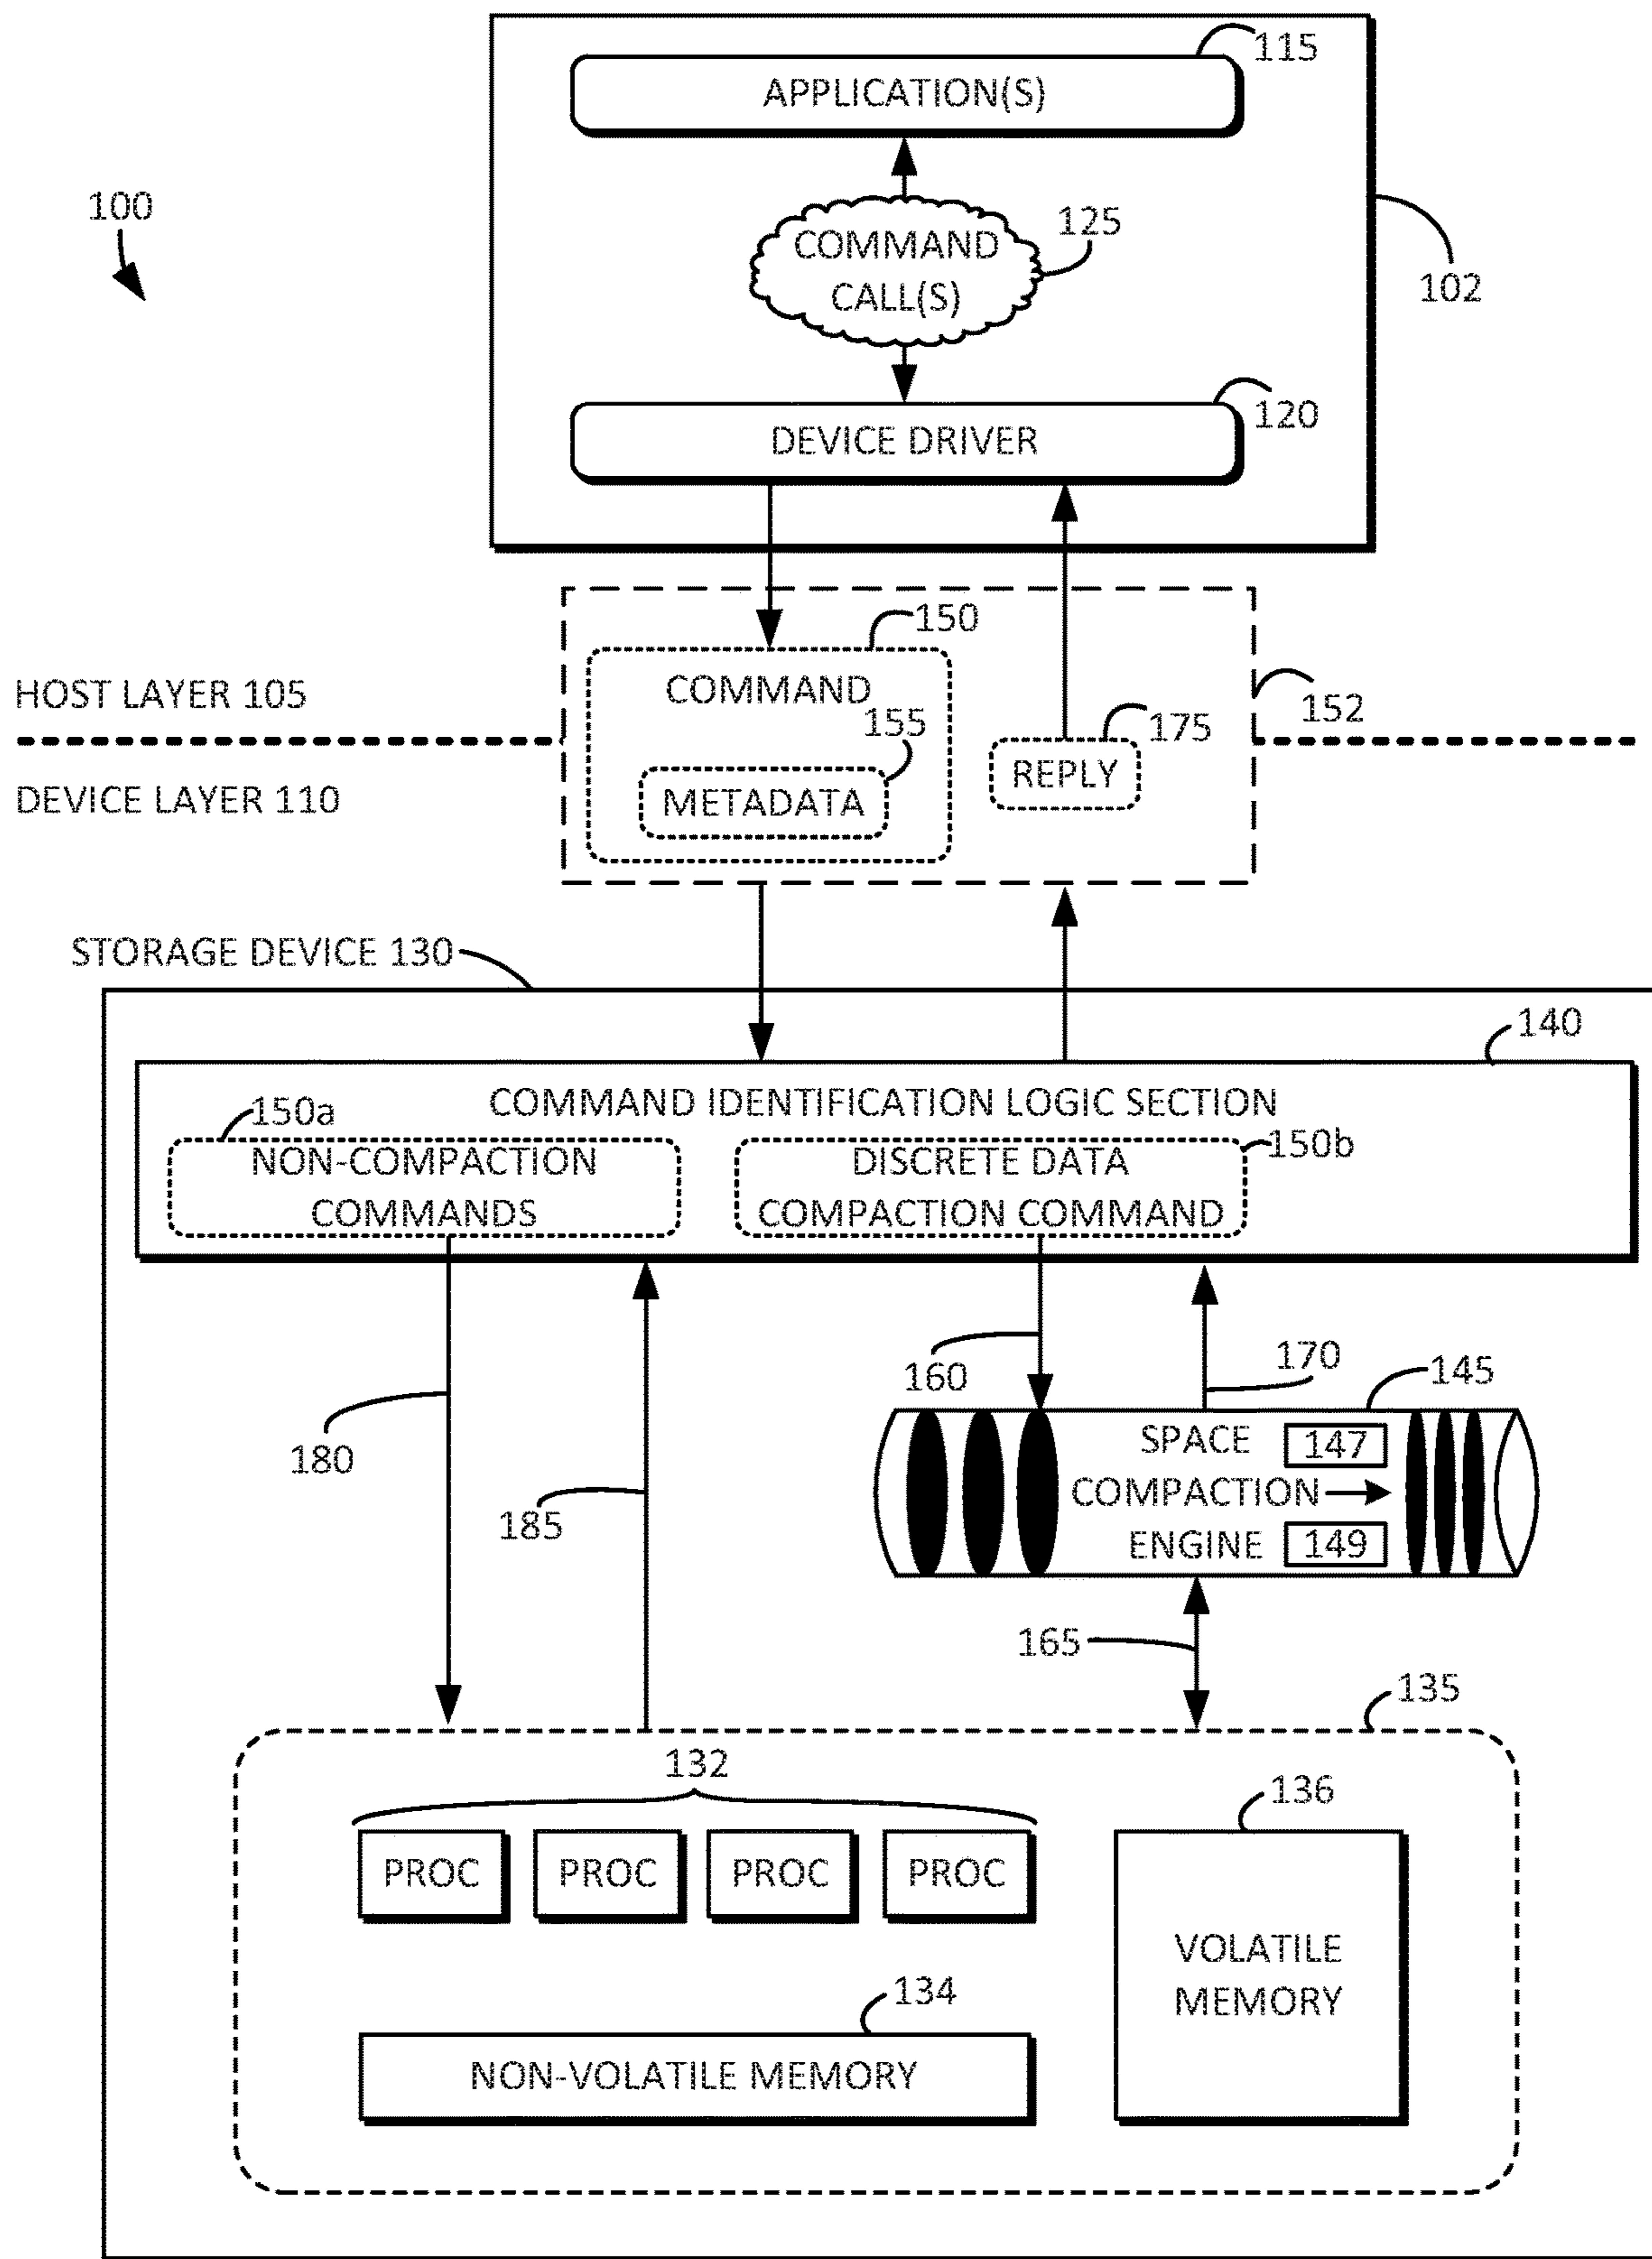 115
APPLICATION(S)
100
125
COMMAND
CALL(S)
102
120
DEVICE DRIVER
150
HOST LAYER 105
COMMAND
152
155
175
REPLY
DEVICE LAYER 110
METADATA
STORAGE DEVICE 130
140
COMMAND IDENTIFICATION LOGIC SECTION
150a
150b
NON-COMPACTION
COMMANDS
DISCRETE DATA
COMPACTION COMMAND
160
170
145
180
185
SPACE
147
COMPACTION
ENGINE
149
165
135
132
136
PROC
PROC
PROC
PROC
VOLATILE
MEMORY
134
NON-VOLATILE MEMORY